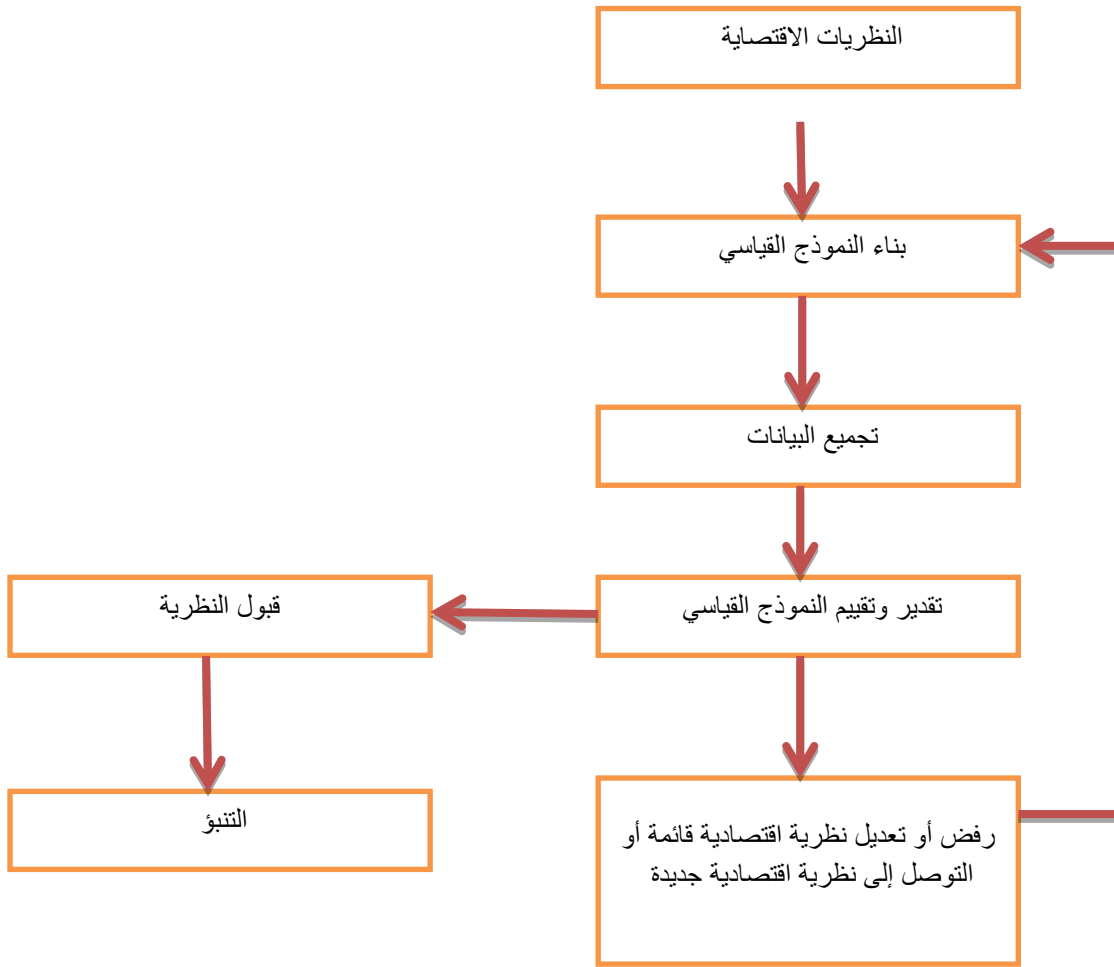 النظريات الاقتصاية
بناء النموذج القياسي
تجميع البيانات
تقدير وتقييم النموذج القياسي
قبول النظرية
التنبؤ
رفض أو تعديل نظرية اقتصادية قائمة أو
التوصل إلى نظرية اقتصادية جديدة